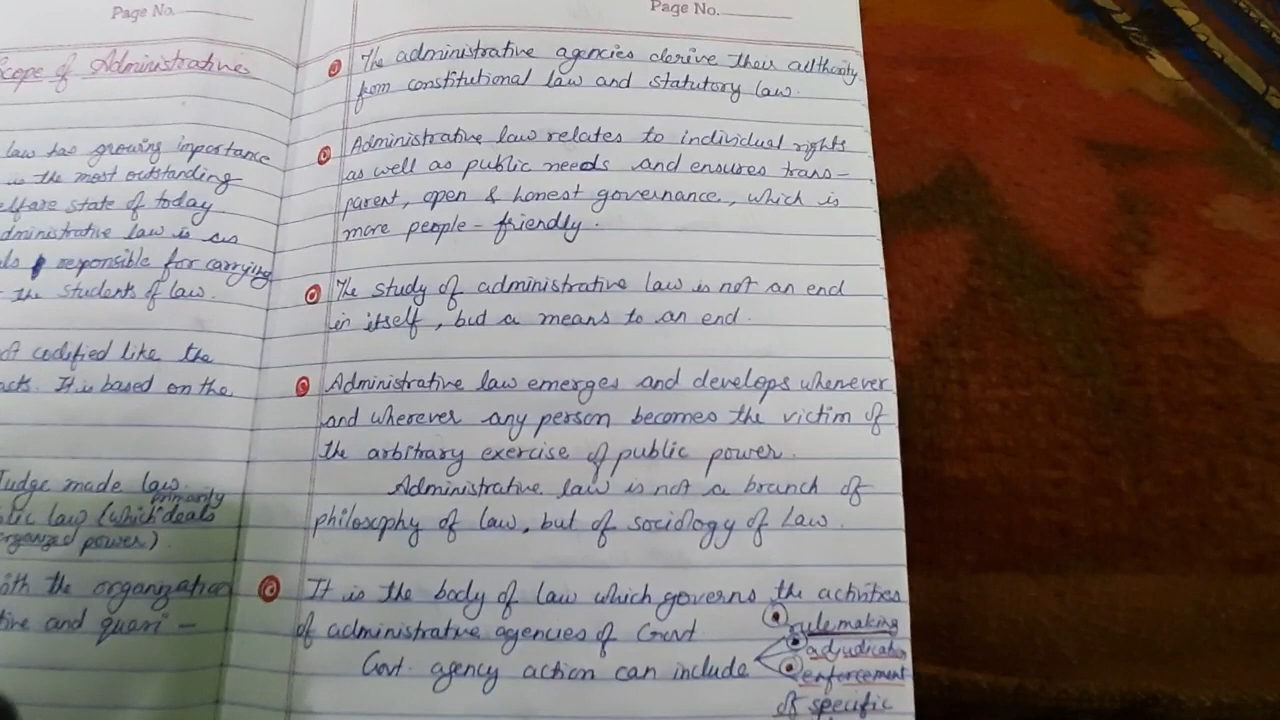 Page No.
Scope of Administrative
law has growing importance
is the most outstanding
elfare state of today
dministrative law is
responsible for carrying
the students of law.
codified like the
acts. It is based on the
Judge made law.
primarily
lic law (which deals
organized power).
ith the organization
tive and quasi -
Page No.
The administrative agencies derive their authority
from constitutional law and statutory law.
Administrative law relates to individual rights
as well as public needs and ensures trans-
parent, open & honest governance, which is
more people-friendly.
The study of administrative law is not an end
in itself, but a means to an end.
Administrative law emerges and develops whenever
and wherever any person becomes the victim of
the arbitrary exercise of public power.
Administrative law is not a branch of
philosophy of law, but of sociology of Law.
It is the body of law which governs the activities
of administrative agencies of Govt
Govt. agency action can include
rulemaking
adjudication
enforcement
of specific